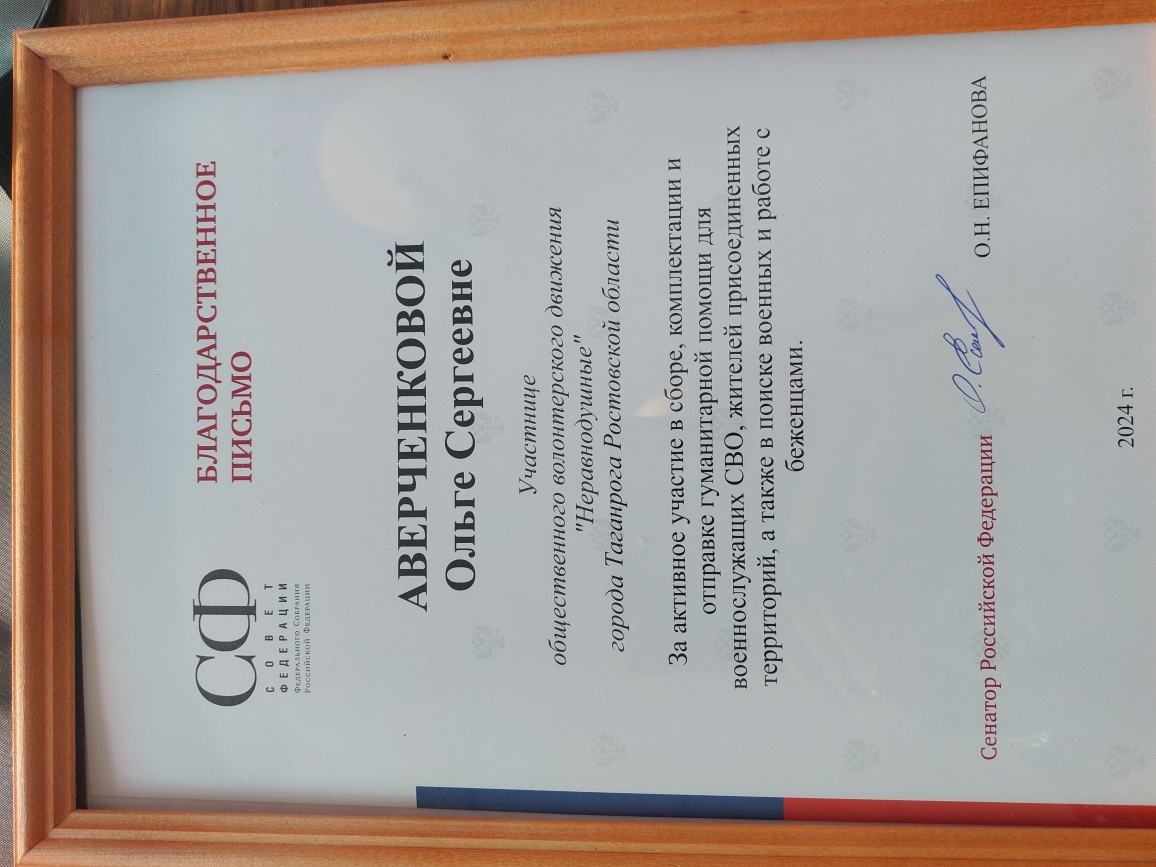 СФ
СОВЕТ
ФЕДЕРАЦИИ
Федерального Собрания
Российской Федерации
БЛАГОДАРСТВЕННОЕ
ПИСЬМО
АВЕРЧЕНКОВОЙ
Ольге Сергеевне
Участнице
общественного волонтерского движения
"Неравнодушные"
города Таганрога Ростовской области
За активное участие в сборе, комплектации и
отправке гуманитарной помощи для
военнослужащих СВО, жителей присоединенных
территорий, а также в поиске военных и работе с
беженцами.
Сенатор Российской Федерации
О.Н. ЕПИФАНОВА
2024 г.